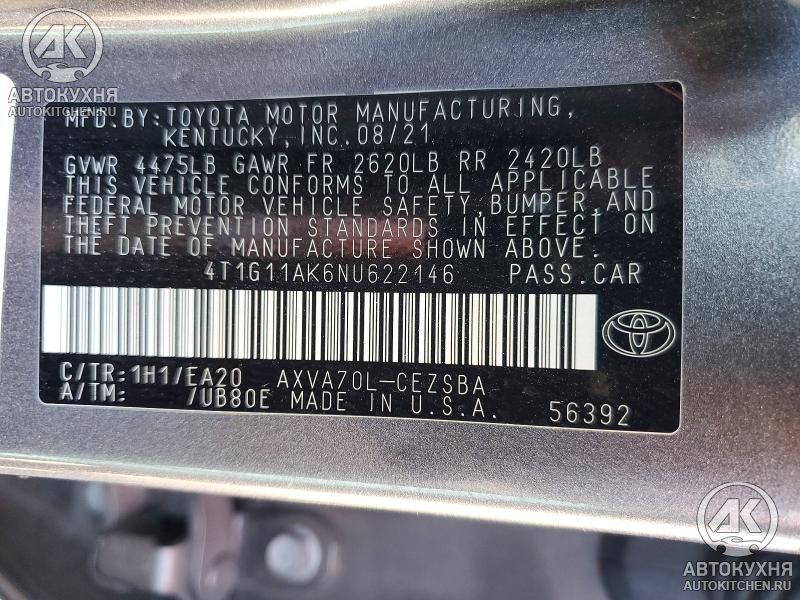 АК
АВТОКУХНЯ
AUTOKITCHEN.RU
MFD.BY:TOYOTA MOTOR MANUFACTURING,
KENTUCKY,INC.08/21
GVWR 4475LB GAWR FR 2620LB RR 2420LB
THIS VEHICLE CONFORMS TO ALL APPLICABLE
FEDERAL MOTOR VEHICLE SAFETY,BUMPER,AND
THEFT PREVENTION STANDARDS IN EFFECT ON
THE DATE OF MANUFACTURE SHOWN ABOVE.
4T1G11AK6NU622146 PASS.CAR
C/TR:1H1/EA20 AXVA70L-CEZSBA
A/TM: /UB80E MADE IN U.S.A. 56392
АК
АВТОКУХНЯ
AUTOKITCHEN.RU